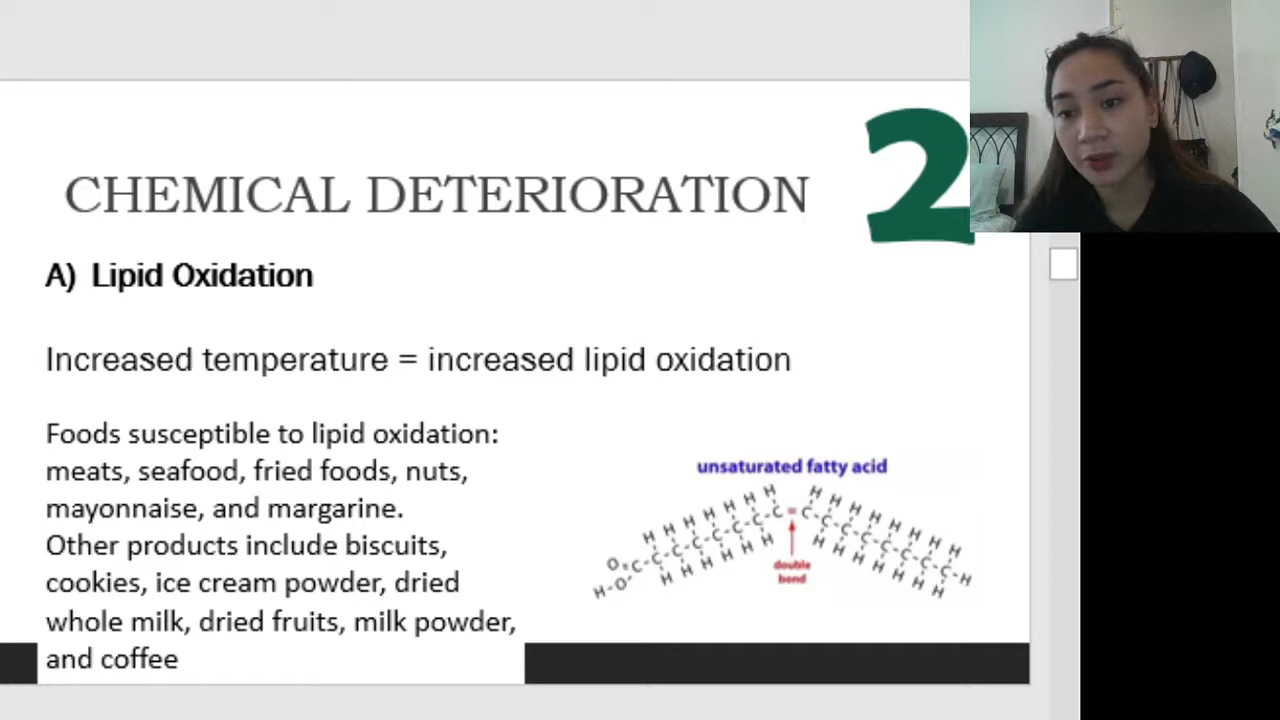 2
CHEMICAL DETERIORATION
A) Lipid Oxidation
Increased temperature = increased lipid oxidation
Foods susceptible to lipid oxidation:
meats, seafood, fried foods, nuts,
mayonnaise, and margarine.
Other products include biscuits,
cookies, ice cream powder, dried
whole milk, dried fruits, milk powder,
and coffee
unsaturated fatty acid
double
bond